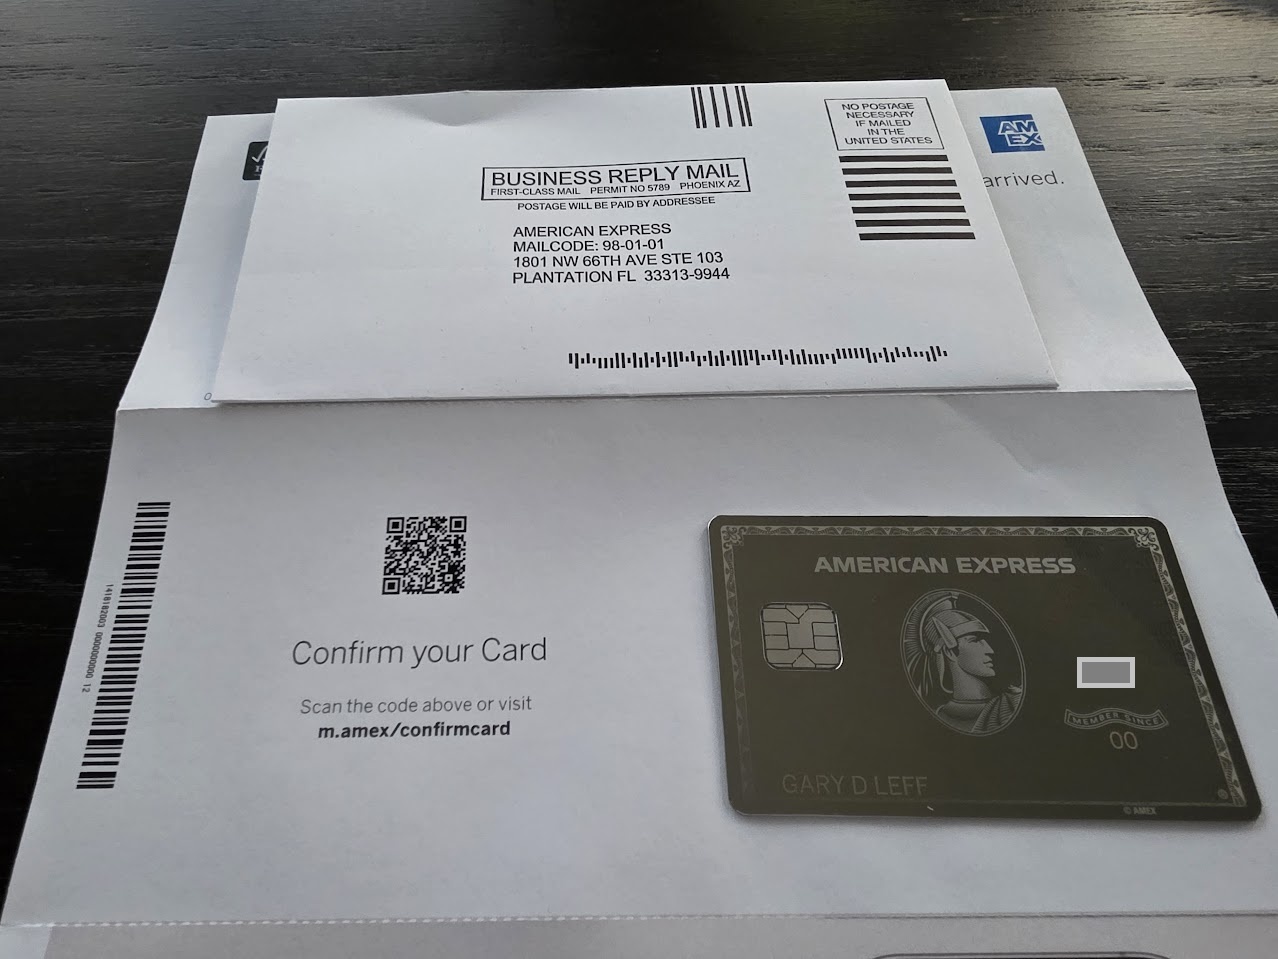 NO POSTAGE
NECESSARY
IF MAILED
IN THE
UNITED STATES
AM
EX
arrived.
BUSINESS REPLY MAIL
FIRST-CLASS MAIL PERMIT NO 5789 PHOENIX AZ
POSTAGE WILL BE PAID BY ADDRESSEE
AMERICAN EXPRESS
MAILCODE: 98-01-01
1801 NW 66TH AVE STE 103
PLANTATION FL 33313-9944
Confirm your Card
Scan the code above or visit
m.amex/confirmcard
AMERICAN EXPRESS
MEMBER SINCE
00
GARY D LEFF
© AMEX